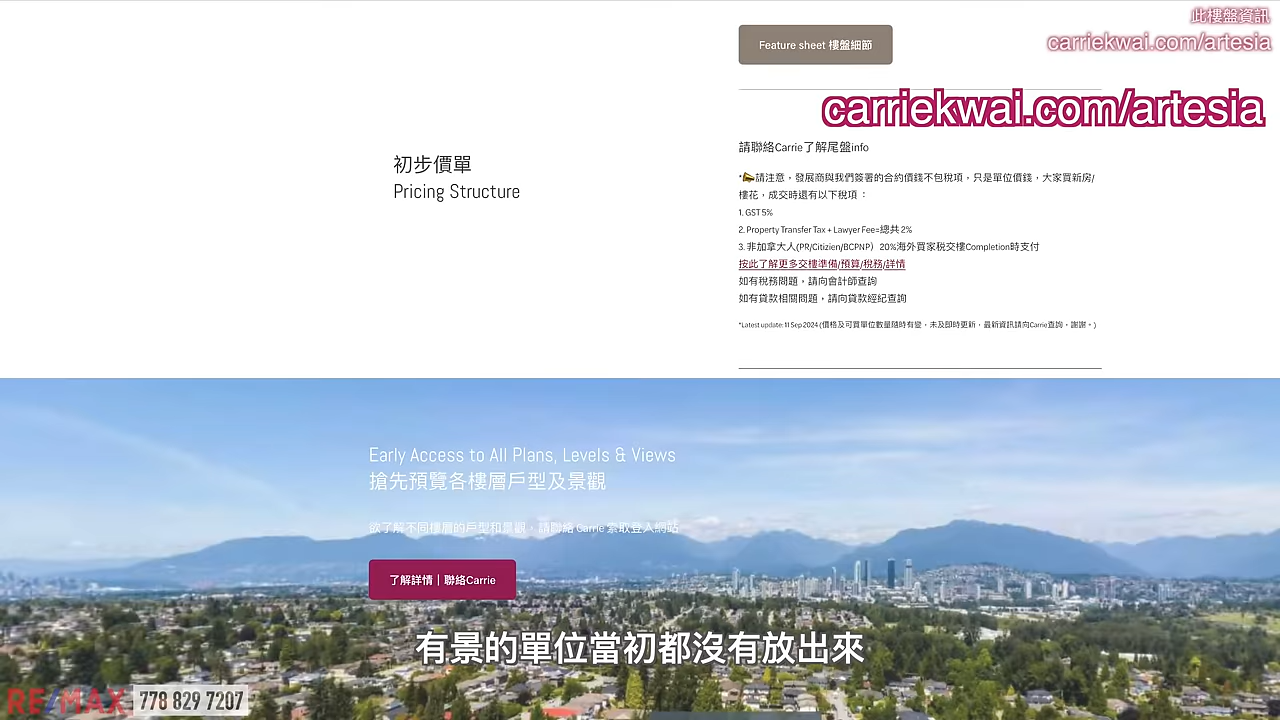 此樓盤資訊
carriekwai.com/artesia
Feature sheet 樓盤細節
carriekwai.com/artesia
請聯絡Carrie了解尾盤info
初步價單
Pricing Structure
*📣請注意，發展商與我們簽署的合約價錢不包稅項，只是單位價錢，大家買新房/
樓花，成交時還有以下稅項 ：
1. GST 5%
2. Property Transfer Tax + Lawyer Fee=總共 2%
3. 非加拿大人(PR/Citizien/BCPNP）20%海外買家税交樓Completion時支付
按此了解更多交樓準備/預算/稅務/詳情
如有稅務問題，請向會計師查詢
如有貸款相關問題，請向貸款經紀查詢
*Latest update: 11 Sep 2024 (價格及可買單位數量隨時有變，未及即時更新，最新資訊請向Carrie查詢，謝謝。)
Early Access to All Plans, Levels & Views
搶先預覽各樓層戶型及景觀
欲了解不同樓層的戶型和景觀，請聯絡 Carrie 索取登入網站
了解詳情｜聯絡Carrie
有景的單位當初都沒有放出來
RE/MAX 778 829 7207